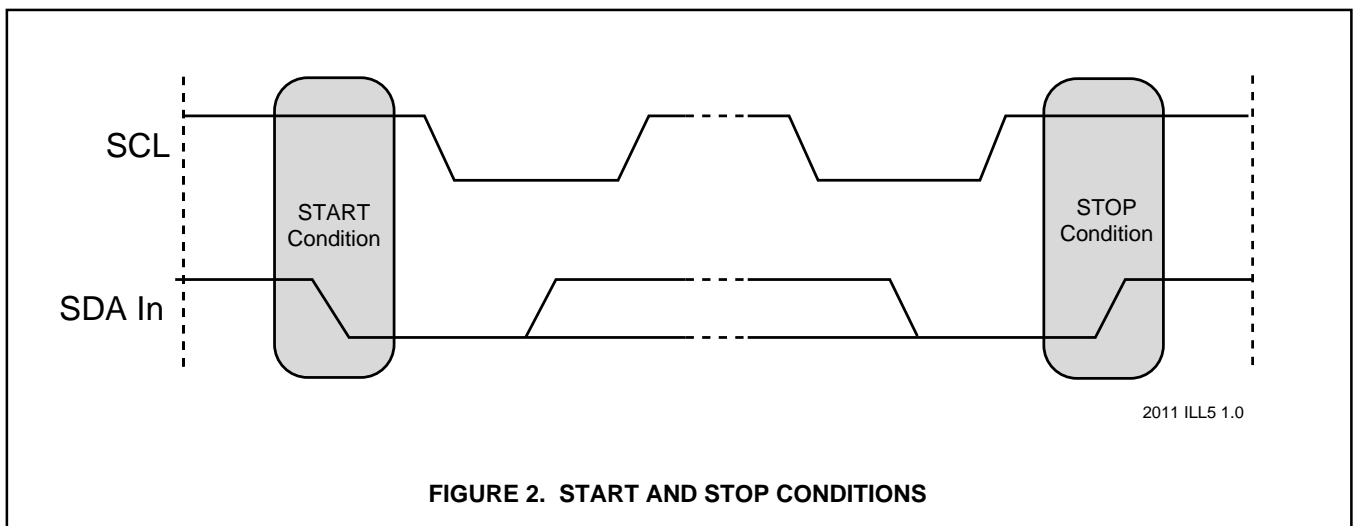 SCL
START
Condition
STOP
Condition
SDA In
2011 ILL5 1.0
FIGURE 2. START AND STOP CONDITIONS